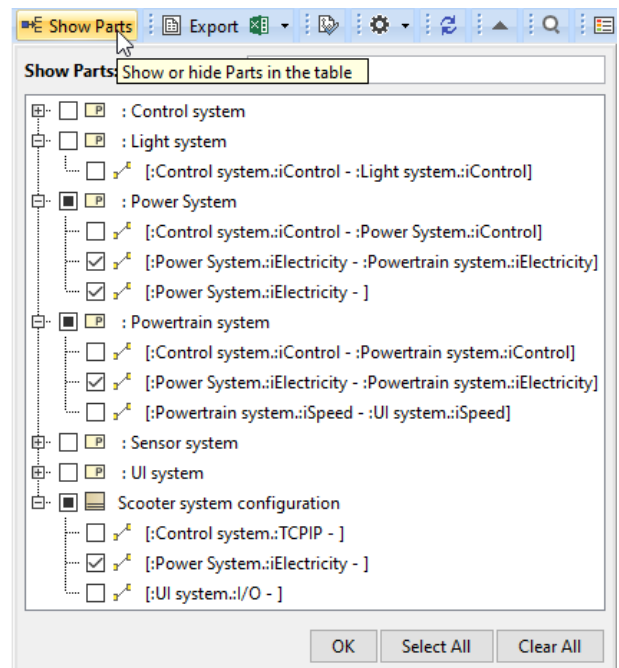 Show Parts Export
Show Parts: Show or hide Parts in the table
P : Control system
P : Light system
[:Control system.:iControl - :Light system.:iControl]
P : Power System
[:Control system.:iControl - :Power System.:iControl]
[:Power System.:iElectricity - :Powertrain system.:iElectricity]
[:Power System.:iElectricity - ]
P : Powertrain system
[:Control system.:iControl - :Powertrain system.:iControl]
[:Power System.:iElectricity - :Powertrain system.:iElectricity]
[:Powertrain system.:iSpeed - :UI system.:iSpeed]
P : Sensor system
P : UI system
Scooter system configuration
[:Control system.:TCPIP - ]
[:Power System.:iElectricity - ]
[:UI system.:I/O - ]
OK Select All Clear All